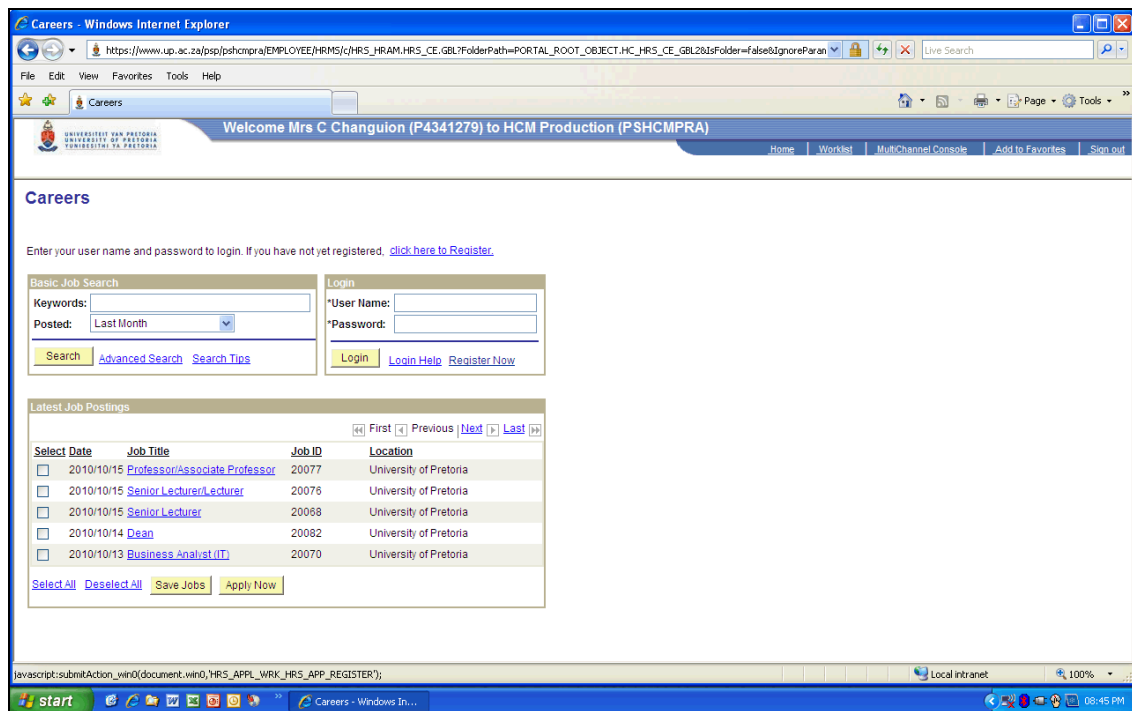 Careers - Windows Internet Explorer
https://www.up.ac.za/psp/pshcmpra/EMPLOYEE/HRMS/c/HRS_HRAM.HRS_CE.GBL?FolderPath=PORTAL_ROOT_OBJECT.HC_HRS_CE_GBL2&IsFolder=false&IgnoreParan
Live Search
File Edit View Favorites Tools Help
Careers
Page Tools
UNIVERSITEIT VAN PRETORIA
UNIVERSITY OF PRETORIA
YUNIBESITHI YA PRETORIA
Welcome Mrs C Changuion (P4341279) to HCM Production (PSHCMPRA)
Home Worklist MultiChannel Console Add to Favorites Sign out
Careers
Enter your user name and password to login. If you have not yet registered, click here to Register.
Basic Job Search
Keywords:
Posted: Last Month
Search Advanced Search Search Tips
Login
*User Name:
*Password:
Login Login Help Register Now
Latest Job Postings
First Previous | Next Last
Select Date Job Title Job ID Location
2010/10/15 Professor/Associate Professor 20077 University of Pretoria
2010/10/15 Senior Lecturer/Lecturer 20076 University of Pretoria
2010/10/15 Senior Lecturer 20068 University of Pretoria
2010/10/14 Dean 20082 University of Pretoria
2010/10/13 Business Analyst (IT) 20070 University of Pretoria
Select All Deselect All Save Jobs Apply Now
javascript:submitAction_win0(document.win0,'HRS_APPL_WRK_HRS_APP_REGISTER');
Local intranet
100%
start
Careers - Windows In...
08:45 PM